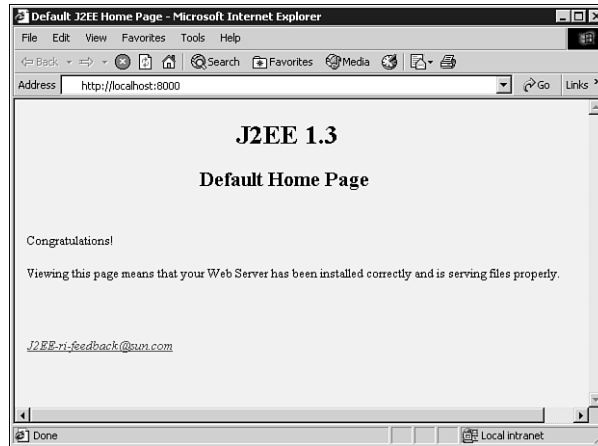 Default J2EE Home Page - Microsoft Internet Explorer
File Edit View Favorites Tools Help
Back Search Favorites Media
Address http://localhost:8000 Go Links
J2EE 1.3
Default Home Page
Congratulations!
Viewing this page means that your Web Server has been installed correctly and is serving files properly.
J2EE-ri-feedback@sun.com
Done Local intranet